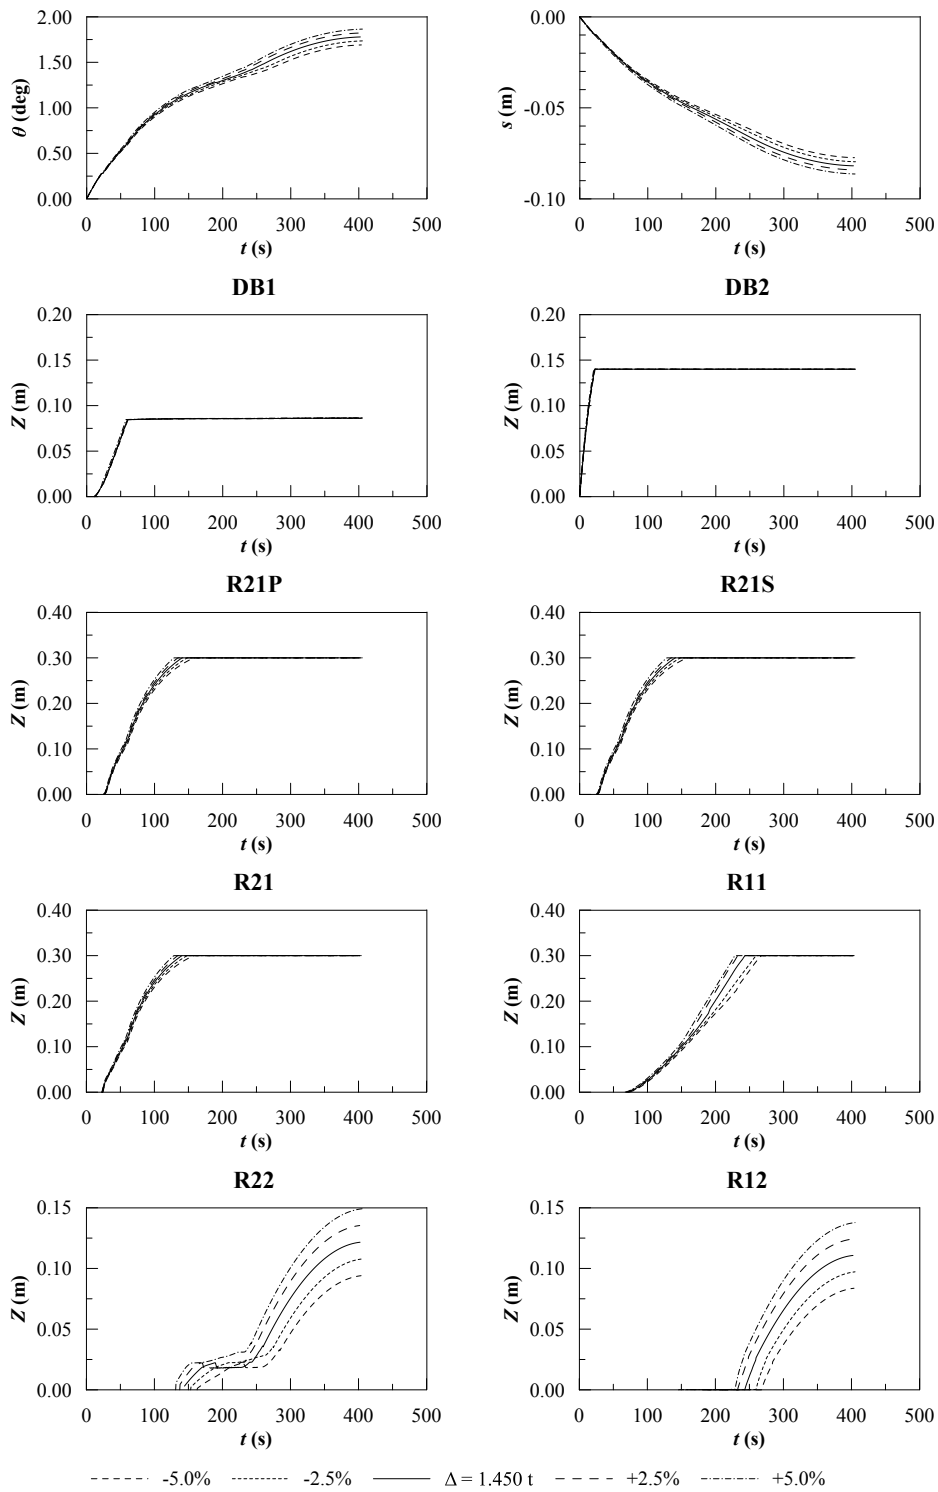 2.00
1.50
1.00
0.50
0.00
θ (deg)
0 100 200 300 400 500
t (s)
0.00
-0.05
-0.10
s (m)
0 100 200 300 400 500
t (s)
DB1
0.20
0.15
0.10
0.05
0.00
Z (m)
0 100 200 300 400 500
t (s)
DB2
0.20
0.15
0.10
0.05
0.00
Z (m)
0 100 200 300 400 500
t (s)
R21P
0.40
0.30
0.20
0.10
0.00
Z (m)
0 100 200 300 400 500
t (s)
R21S
0.40
0.30
0.20
0.10
0.00
Z (m)
0 100 200 300 400 500
t (s)
R21
0.40
0.30
0.20
0.10
0.00
Z (m)
0 100 200 300 400 500
t (s)
R11
0.40
0.30
0.20
0.10
0.00
Z (m)
0 100 200 300 400 500
t (s)
R22
0.15
0.10
0.05
0.00
Z (m)
0 100 200 300 400 500
t (s)
R12
0.15
0.10
0.05
0.00
Z (m)
0 100 200 300 400 500
t (s)
-5.0% -2.5% Δ = 1.450 t +2.5% +5.0%